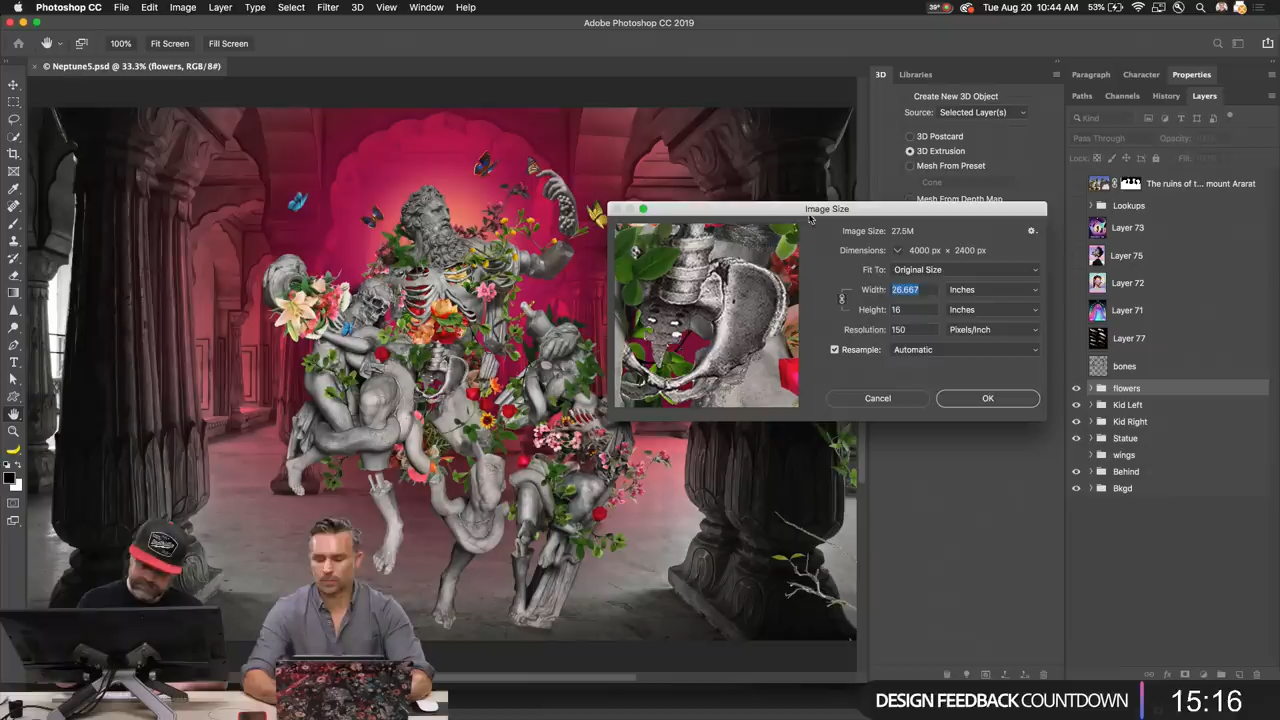 Photoshop CC File Edit Image Layer Type Select Filter 3D View Window Help
39° Tue Aug 20 10:44 AM 53%
Adobe Photoshop CC 2019
100% Fit Screen Fill Screen
× © Neptune5.psd @ 33.3% (flowers, RGB/8#)
3D Libraries
Create New 3D Object
Source: Selected Layer(s)
3D Postcard
3D Extrusion
Mesh From Preset
Cone
Mesh From Depth Map
Image Size
Image Size: 27.5M
Dimensions: 4000 px × 2400 px
Fit To: Original Size
Width: 26.667 Inches
Height: 16 Inches
Resolution: 150 Pixels/Inch
Resample: Automatic
Cancel OK
Paragraph Character Properties
Paths Channels History Layers
Kind
Pass Through Opacity:
Lock: Fill:
The ruins of t... mount Ararat
Lookups
Layer 73
Layer 75
Layer 72
Layer 71
Layer 77
bones
flowers
Kid Left
Kid Right
Statue
wings
Behind
Bkgd
DESIGN FEEDBACK COUNTDOWN 15:16